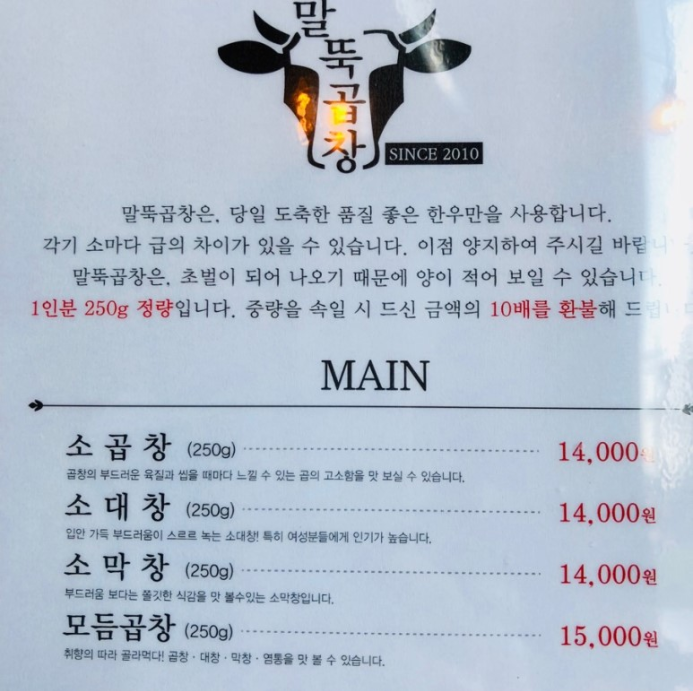 말뚝곱창
SINCE 2010
말뚝곱창은, 당일 도축한 품질 좋은 한우만을 사용합니다.
각기 소마다 급의 차이가 있을 수 있습니다. 이점 양지하여 주시길 바랍니
말뚝곱창은, 초벌이 되어 나오기 때문에 양이 적어 보일 수 있습니다.
1인분 250g 정량입니다. 중량을 속일 시 드신 금액의 10배를 환불해 드립니
MAIN
소곱창 (250g) 14,000원
곱창의 부드러운 육질과 씹을 때마다 느낄 수 있는 곱의 고소함을 맛 보실 수 있습니다.
소대창 (250g) 14,000원
입안 가득 부드러움이 스르르 녹는 소대창! 특히 여성분들에게 인기가 높습니다.
소막창 (250g) 14,000원
부드러움 보다는 쫄깃한 식감을 맛 볼수있는 소막창입니다.
모듬곱창 (250g) 15,000원
취향의 따라 골라먹다! 곱창 · 대창 · 막창 · 염통을 맛 볼 수 있습니다.